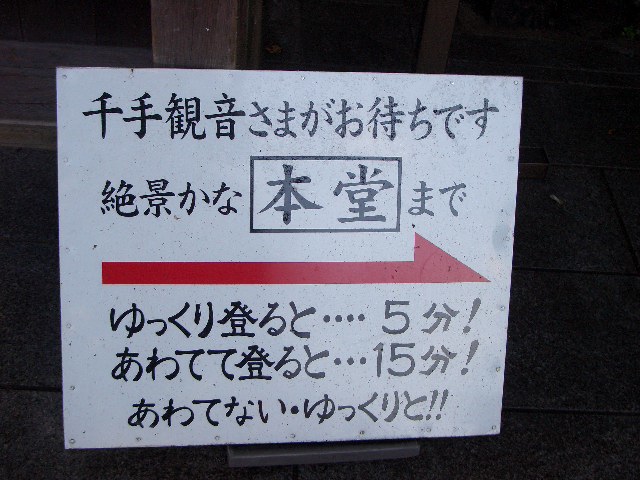 千手観音さまがお待ちです
絶景かな 本堂 まで
ゆっくり登ると‥‥5分!
あわてて登ると…15分!
あわてない・ゆっくりと!!